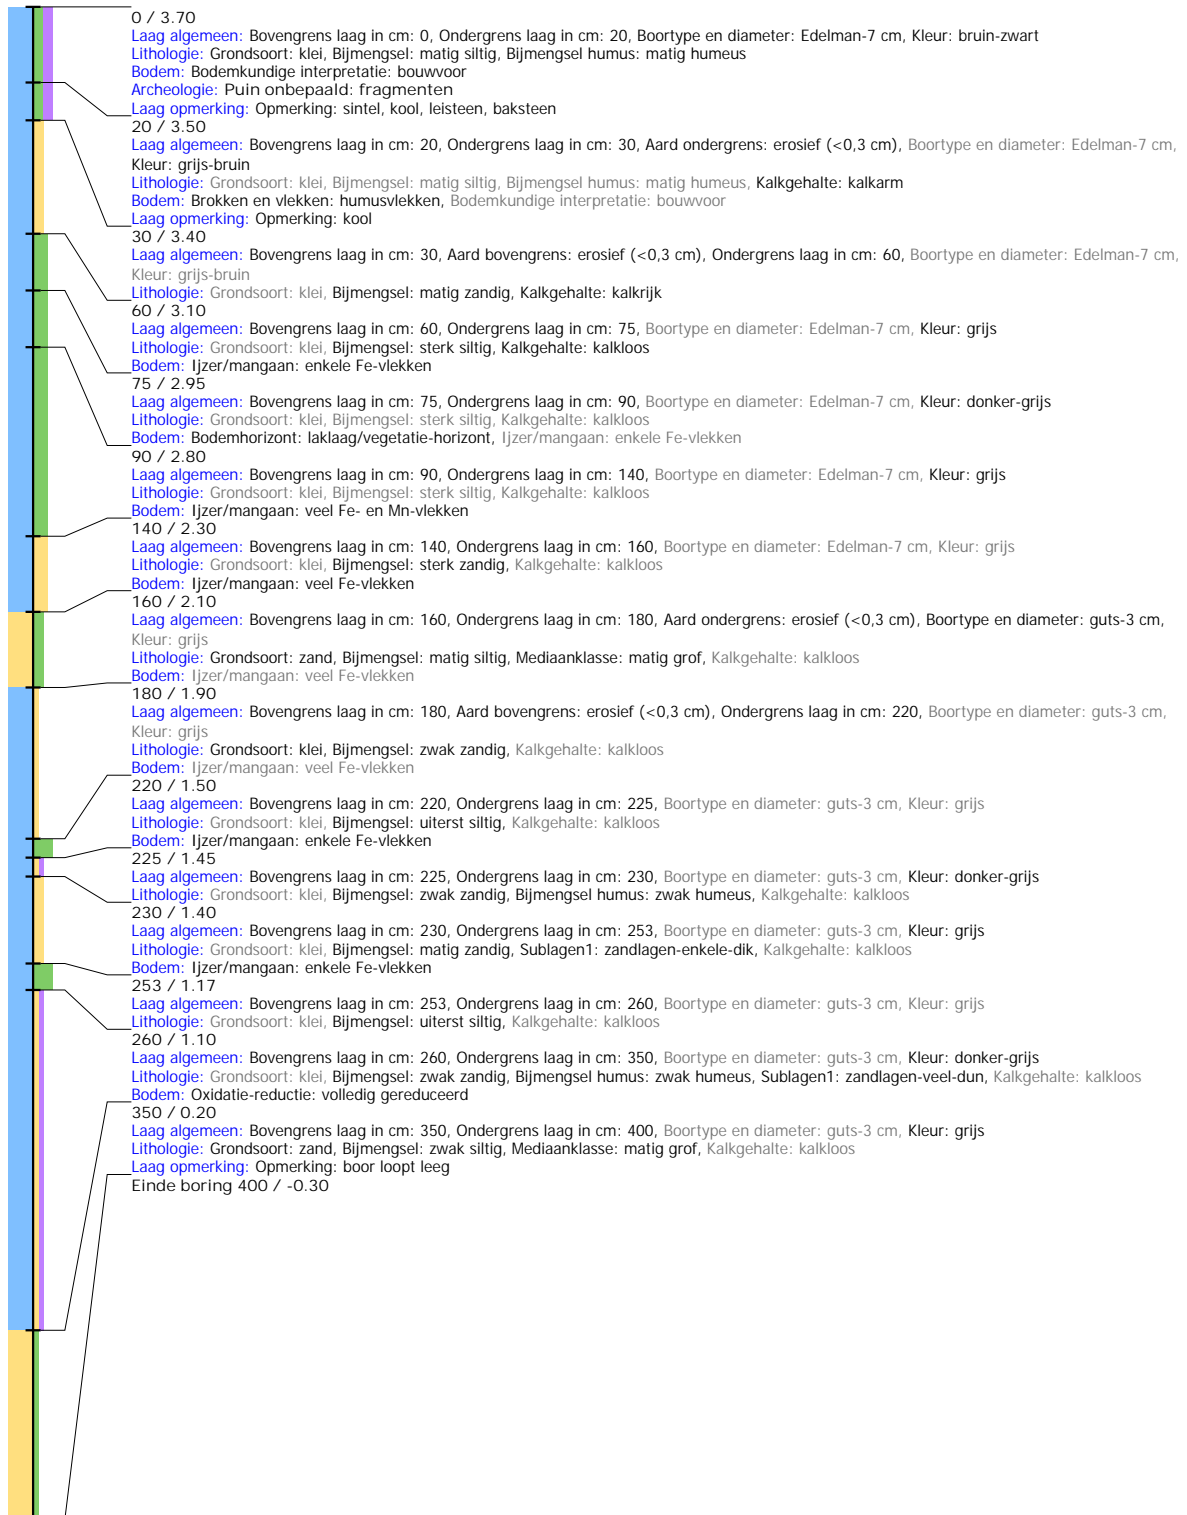 0 / 3.70
Laag algemeen: Bovengrens laag in cm: 0, Ondergrens laag in cm: 20, Boortype en diameter: Edelman-7 cm, Kleur: bruin-zwart
Lithologie: Grondsoort: klei, Bijmengsel: matig siltig, Bijmengsel humus: matig humeus
Bodem: Bodemkundige interpretatie: bouwvoor
Archeologie: Puin onbepaald: fragmenten
Laag opmerking: Opmerking: sintel, kool, leisteen, baksteen
20 / 3.50
Laag algemeen: Bovengrens laag in cm: 20, Ondergrens laag in cm: 30, Aard ondergrens: erosief (<0,3 cm), Boortype en diameter: Edelman-7 cm,
Kleur: grijs-bruin
Lithologie: Grondsoort: klei, Bijmengsel: matig siltig, Bijmengsel humus: matig humeus, Kalkgehalte: kalkarm
Bodem: Brokken en vlekken: humusvlekken, Bodemkundige interpretatie: bouwvoor
Laag opmerking: Opmerking: kool
30 / 3.40
Laag algemeen: Bovengrens laag in cm: 30, Aard bovengrens: erosief (<0,3 cm), Ondergrens laag in cm: 60, Boortype en diameter: Edelman-7 cm,
Kleur: grijs-bruin
Lithologie: Grondsoort: klei, Bijmengsel: matig zandig, Kalkgehalte: kalkrijk
60 / 3.10
Laag algemeen: Bovengrens laag in cm: 60, Ondergrens laag in cm: 75, Boortype en diameter: Edelman-7 cm, Kleur: grijs
Lithologie: Grondsoort: klei, Bijmengsel: sterk siltig, Kalkgehalte: kalkloos
Bodem: Ijzer/mangaan: enkele Fe-vlekken
75 / 2.95
Laag algemeen: Bovengrens laag in cm: 75, Ondergrens laag in cm: 90, Boortype en diameter: Edelman-7 cm, Kleur: donker-grijs
Lithologie: Grondsoort: klei, Bijmengsel: sterk siltig, Kalkgehalte: kalkloos
Bodem: Bodemhorizont: laklaag/vegetatie-horizont, Ijzer/mangaan: enkele Fe-vlekken
90 / 2.80
Laag algemeen: Bovengrens laag in cm: 90, Ondergrens laag in cm: 140, Boortype en diameter: Edelman-7 cm, Kleur: grijs
Lithologie: Grondsoort: klei, Bijmengsel: sterk siltig, Kalkgehalte: kalkloos
Bodem: Ijzer/mangaan: veel Fe- en Mn-vlekken
140 / 2.30
Laag algemeen: Bovengrens laag in cm: 140, Ondergrens laag in cm: 160, Boortype en diameter: Edelman-7 cm, Kleur: grijs
Lithologie: Grondsoort: klei, Bijmengsel: sterk zandig, Kalkgehalte: kalkloos
Bodem: Ijzer/mangaan: veel Fe-vlekken
160 / 2.10
Laag algemeen: Bovengrens laag in cm: 160, Ondergrens laag in cm: 180, Aard ondergrens: erosief (<0,3 cm), Boortype en diameter: guts-3 cm,
Kleur: grijs
Lithologie: Grondsoort: zand, Bijmengsel: matig siltig, Mediaanklasse: matig grof, Kalkgehalte: kalkloos
Bodem: Ijzer/mangaan: veel Fe-vlekken
180 / 1.90
Laag algemeen: Bovengrens laag in cm: 180, Aard bovengrens: erosief (<0,3 cm), Ondergrens laag in cm: 220, Boortype en diameter: guts-3 cm,
Kleur: grijs
Lithologie: Grondsoort: klei, Bijmengsel: zwak zandig, Kalkgehalte: kalkloos
Bodem: Ijzer/mangaan: veel Fe-vlekken
220 / 1.50
Laag algemeen: Bovengrens laag in cm: 220, Ondergrens laag in cm: 225, Boortype en diameter: guts-3 cm, Kleur: grijs
Lithologie: Grondsoort: klei, Bijmengsel: uiterst siltig, Kalkgehalte: kalkloos
Bodem: Ijzer/mangaan: enkele Fe-vlekken
225 / 1.45
Laag algemeen: Bovengrens laag in cm: 225, Ondergrens laag in cm: 230, Boortype en diameter: guts-3 cm, Kleur: donker-grijs
Lithologie: Grondsoort: klei, Bijmengsel: zwak zandig, Bijmengsel humus: zwak humeus, Kalkgehalte: kalkloos
230 / 1.40
Laag algemeen: Bovengrens laag in cm: 230, Ondergrens laag in cm: 253, Boortype en diameter: guts-3 cm, Kleur: grijs
Lithologie: Grondsoort: klei, Bijmengsel: matig zandig, Sublagen1: zandlagen-enkele-dik, Kalkgehalte: kalkloos
Bodem: Ijzer/mangaan: enkele Fe-vlekken
253 / 1.17
Laag algemeen: Bovengrens laag in cm: 253, Ondergrens laag in cm: 260, Boortype en diameter: guts-3 cm, Kleur: grijs
Lithologie: Grondsoort: klei, Bijmengsel: uiterst siltig, Kalkgehalte: kalkloos
260 / 1.10
Laag algemeen: Bovengrens laag in cm: 260, Ondergrens laag in cm: 350, Boortype en diameter: guts-3 cm, Kleur: donker-grijs
Lithologie: Grondsoort: klei, Bijmengsel: zwak zandig, Bijmengsel humus: zwak humeus, Sublagen1: zandlagen-veel-dun, Kalkgehalte: kalkloos
Bodem: Oxidatie-reductie: volledig gereduceerd
350 / 0.20
Laag algemeen: Bovengrens laag in cm: 350, Ondergrens laag in cm: 400, Boortype en diameter: guts-3 cm, Kleur: grijs
Lithologie: Grondsoort: zand, Bijmengsel: zwak siltig, Mediaanklasse: matig grof, Kalkgehalte: kalkloos
Laag opmerking: Opmerking: boor loopt leeg
Einde boring 400 / -0.30